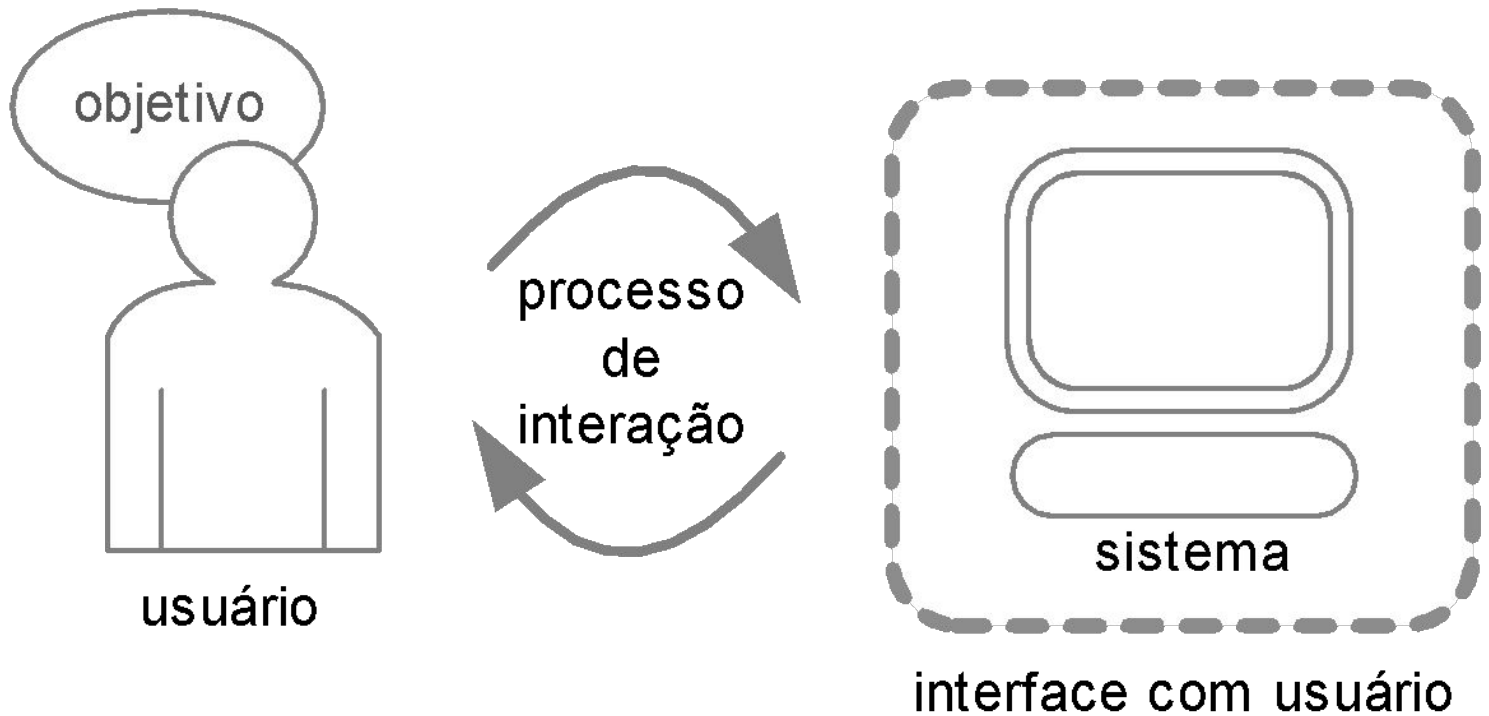 objetivo
processo
de
interação
sistema
usuário
interface com usuário